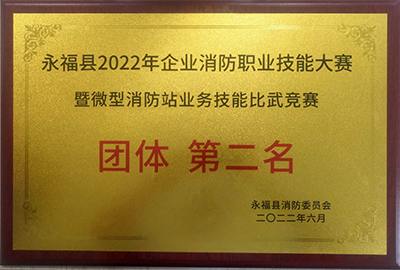 永福县2022年企业消防职业技能大赛
暨微型消防站业务技能比武竞赛
团体 第二名
永福县消防委员会
二〇二二年六月